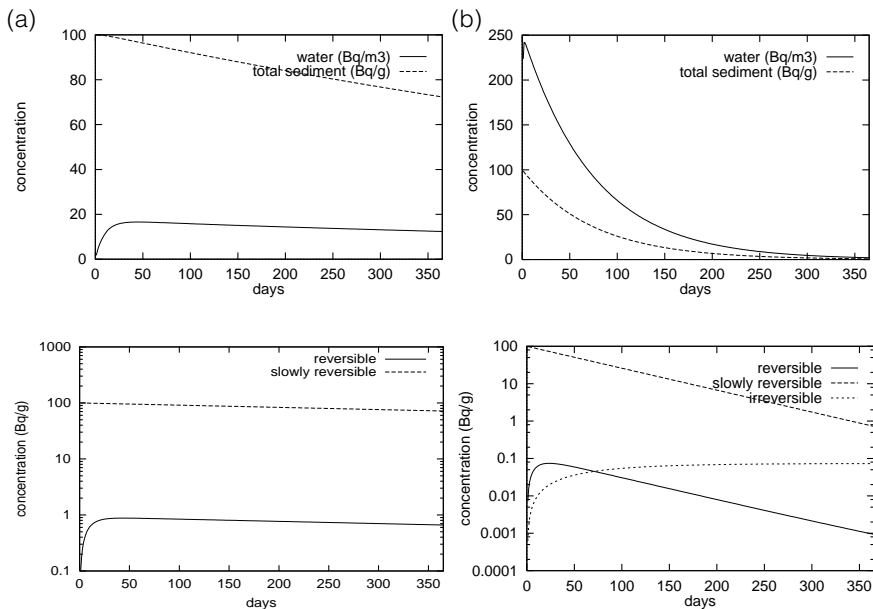 (a)
100
80
60
40
20
0
concentration
water (Bq/m3)
total sediment (Bq/g)
0 50 100 150 200 250 300 350
days
(b)
250
200
150
100
50
0
concentration
water (Bq/m3)
total sediment (Bq/g)
0 50 100 150 200 250 300 350
days
1000
100
10
1
0.1
concentration (Bq/g)
reversible
slowly reversible
0 50 100 150 200 250 300 350
days
100
10
1
0.1
0.01
0.001
0.0001
concentration (Bq/g)
reversible
slowly reversible
irreversible
0 50 100 150 200 250 300 350
days